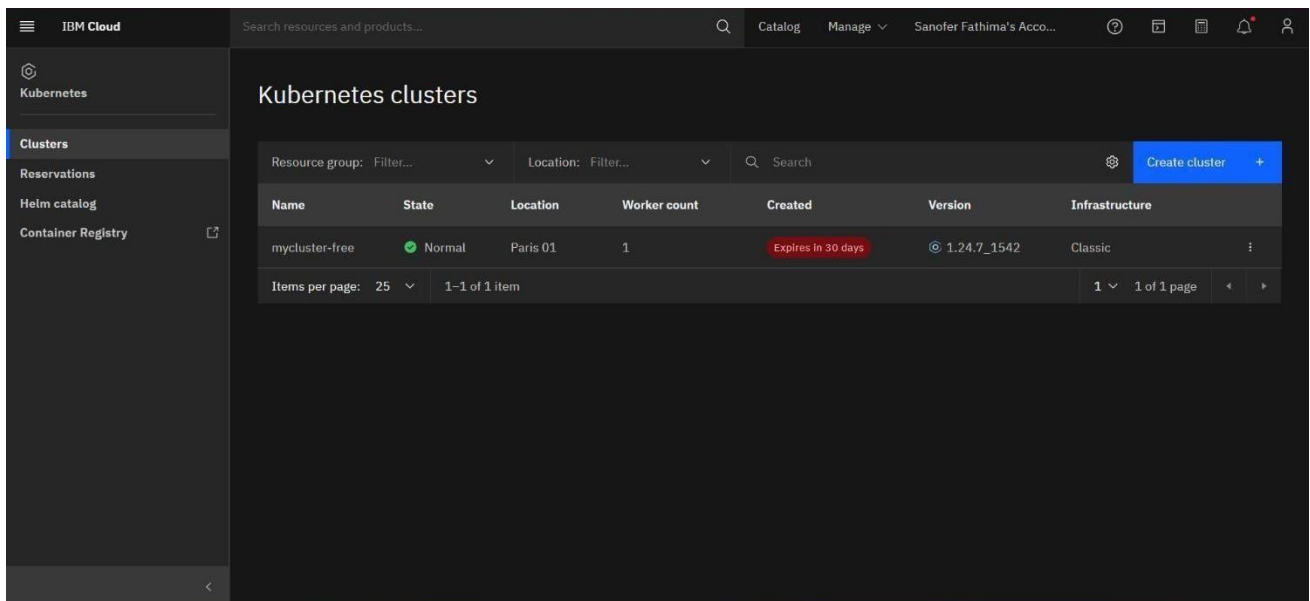 IBM Cloud
Search resources and products...
Catalog
Manage
Sanofer Fathima's Acco...
Kubernetes
Clusters
Reservations
Helm catalog
Container Registry
Kubernetes clusters
Resource group: Filter...
Location: Filter...
Search
Create cluster +
Name State Location Worker count Created Version Infrastructure
mycluster-free Normal Paris 01 1 Expires in 30 days 1.24.7_1542 Classic
Items per page: 25 1–1 of 1 item 1 1 of 1 page